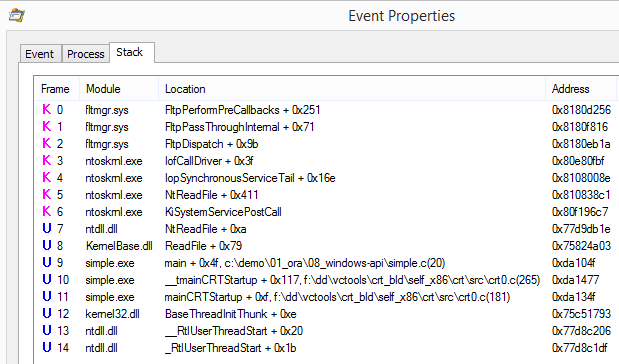 Event Properties
Event Process Stack
Frame Module Location Address
K 0 fltmgr.sys FltpPerformPreCallbacks + 0x251 0x8180d256
K 1 fltmgr.sys FltpPassThroughInternal + 0x71 0x8180f816
K 2 fltmgr.sys FltpDispatch + 0x9b 0x8180eb1a
K 3 ntoskrnl.exe IofCallDriver + 0x3f 0x80e80fbf
K 4 ntoskrnl.exe IopSynchronousServiceTail + 0x16e 0x8108008e
K 5 ntoskrnl.exe NtReadFile + 0x411 0x810838c1
K 6 ntoskrnl.exe KiSystemServicePostCall 0x80f196c7
U 7 ntdll.dll NtReadFile + 0xa 0x77d9db1e
U 8 KernelBase.dll ReadFile + 0x79 0x75824a03
U 9 simple.exe main + 0x4f, c:\demo\01_ora\08_windows-api\simple.c(20) 0xda104f
U 10 simple.exe __tmainCRTStartup + 0x117, f:\dd\vctools\crt_bld\self_x86\crt\src\crt0.c(265) 0xda1477
U 11 simple.exe mainCRTStartup + 0xf, f:\dd\vctools\crt_bld\self_x86\crt\src\crt0.c(181) 0xda134f
U 12 kernel32.dll BaseThreadInitThunk + 0xe 0x75c51793
U 13 ntdll.dll __RtlUserThreadStart + 0x20 0x77d8c206
U 14 ntdll.dll _RtlUserThreadStart + 0x1b 0x77d8c1df